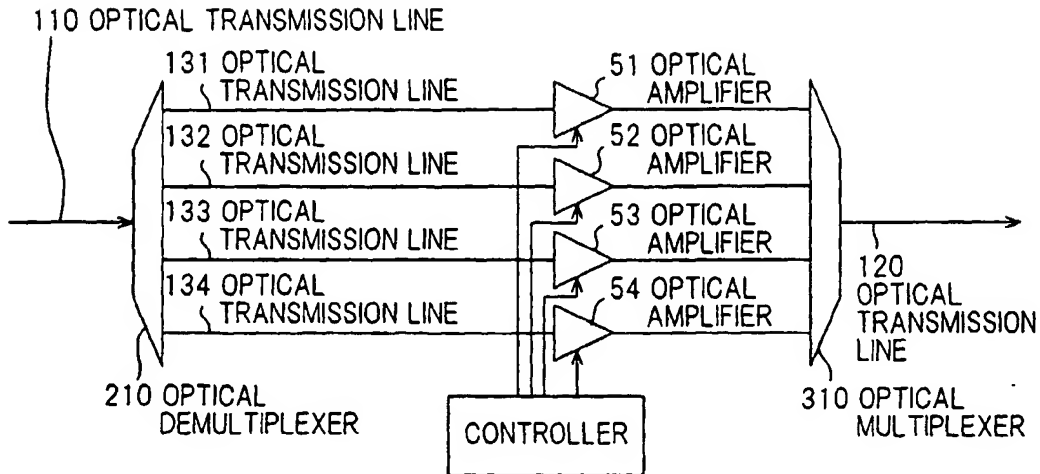 110 OPTICAL TRANSMISSION LINE
131 OPTICAL
TRANSMISSION LINE
51 OPTICAL
AMPLIFIER
132 OPTICAL
TRANSMISSION LINE
52 OPTICAL
AMPLIFIER
133 OPTICAL
TRANSMISSION LINE
53 OPTICAL
AMPLIFIER
134 OPTICAL
TRANSMISSION LINE
54 OPTICAL
AMPLIFIER
120
OPTICAL
TRANSMISSION
LINE
210 OPTICAL
DEMULTIPLEXER
310 OPTICAL
MULTIPLEXER
CONTROLLER